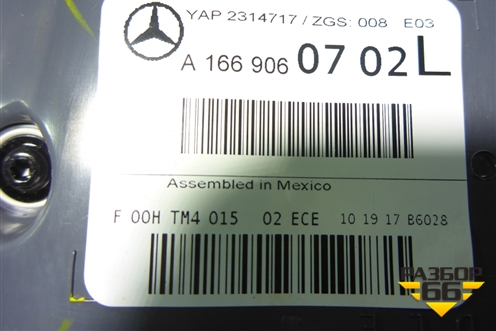 YAP 2314717 / ZGS: 008 E03
A 166 906 07 02 L
Assembled in Mexico
F 00H TM4 015 02 ECE 10 19 17 B6028
РАЗБОР
66